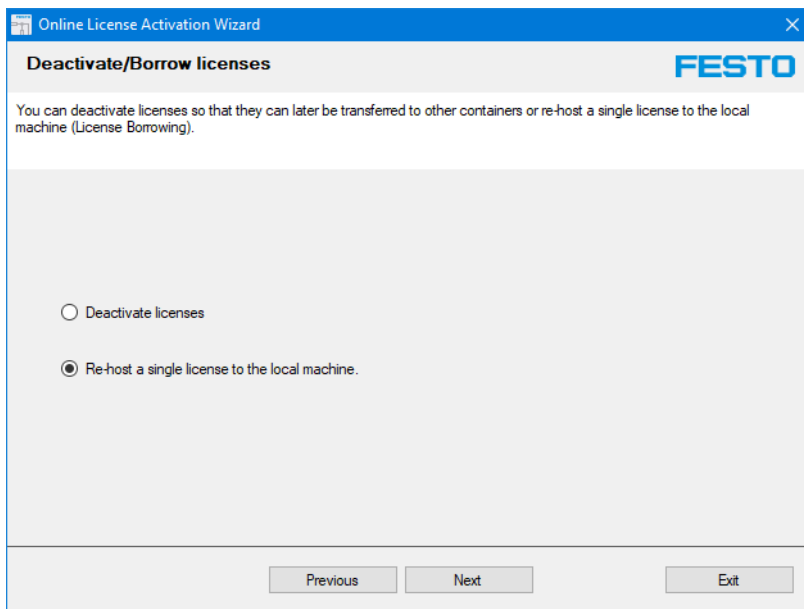 Online License Activation Wizard
Deactivate/Borrow licenses
FESTO
You can deactivate licenses so that they can later be transferred to other containers or re-host a single license to the local
machine (License Borrowing).
Deactivate licenses
Re-host a single license to the local machine.
Previous
Next
Exit